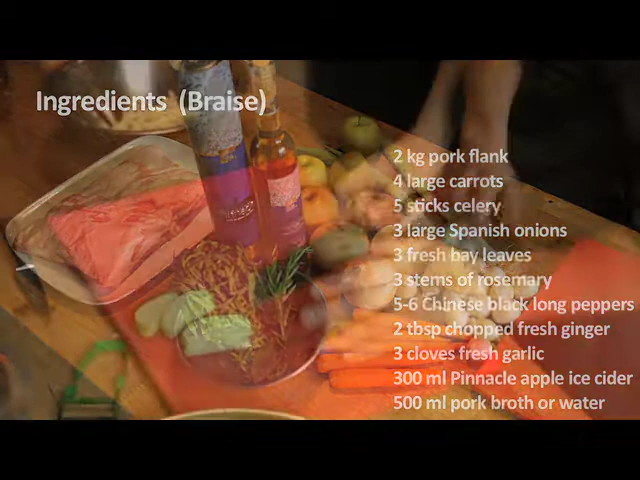 Ingredients (Braise)
2 kg pork flank
4 large carrots
5 sticks celery
3 large Spanish onions
3 fresh bay leaves
3 stems of rosemary
5-6 Chinese black long peppers
2 tbsp chopped fresh ginger
3 cloves fresh garlic
300 ml Pinnacle apple ice cider
500 ml pork broth or water